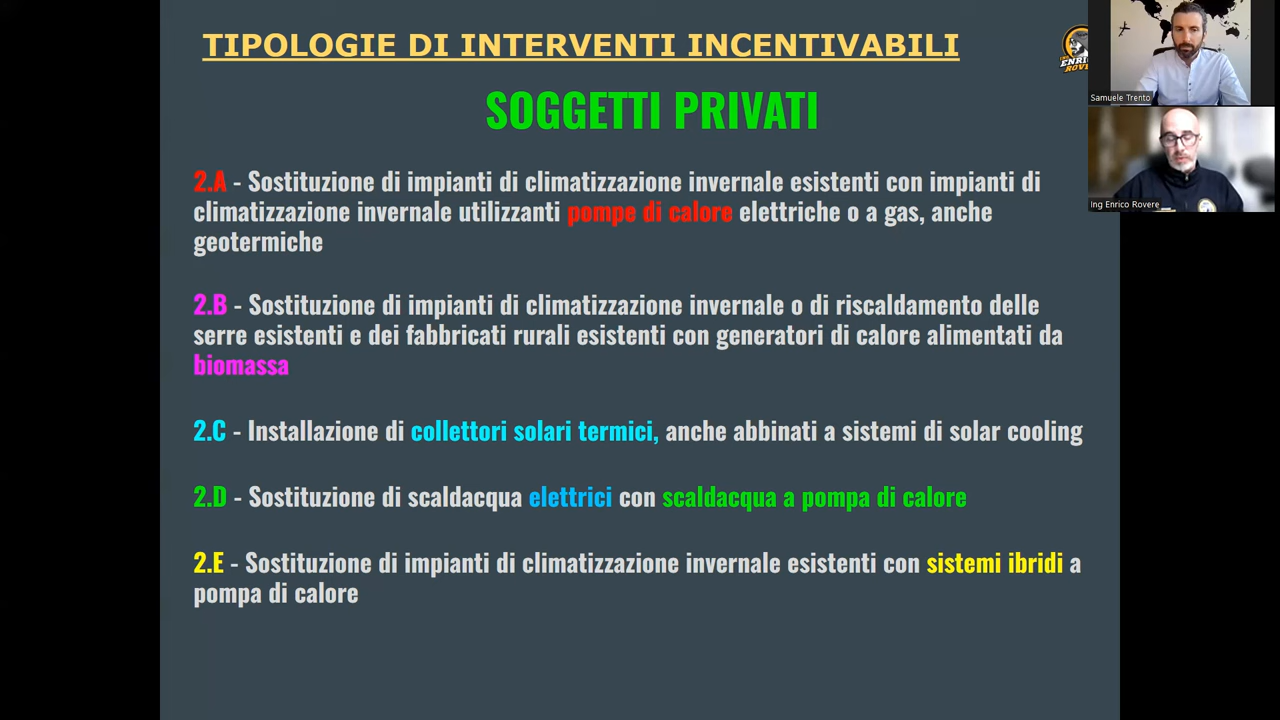 TIPOLOGIE DI INTERVENTI INCENTIVABILI
SOGGETTI PRIVATI
2.A - Sostituzione di impianti di climatizzazione invernale esistenti con impianti di
climatizzazione invernale utilizzanti pompe di calore elettriche o a gas, anche
geotermiche
2.B - Sostituzione di impianti di climatizzazione invernale o di riscaldamento delle
serre esistenti e dei fabbricati rurali esistenti con generatori di calore alimentati da
biomassa
2.C - Installazione di collettori solari termici, anche abbinati a sistemi di solar cooling
2.D - Sostituzione di scaldacqua elettrici con scaldacqua a pompa di calore
2.E - Sostituzione di impianti di climatizzazione invernale esistenti con sistemi ibridi a
pompa di calore
Samuele Trento
Ing Enrico Rovere